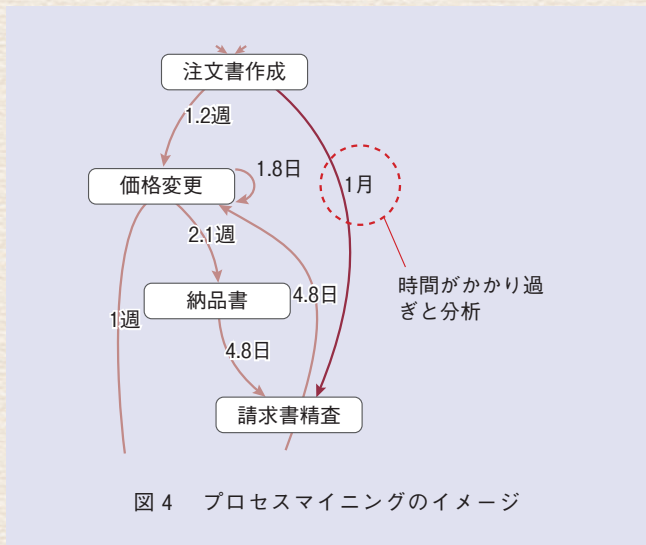 注文書作成
1.2週
1.8日
価格変更
1月
2.1週
時間がかかり過
ぎと分析
納品書
4.8日
1週
4.8日
請求書精査
図4 プロセスマイニングのイメージ